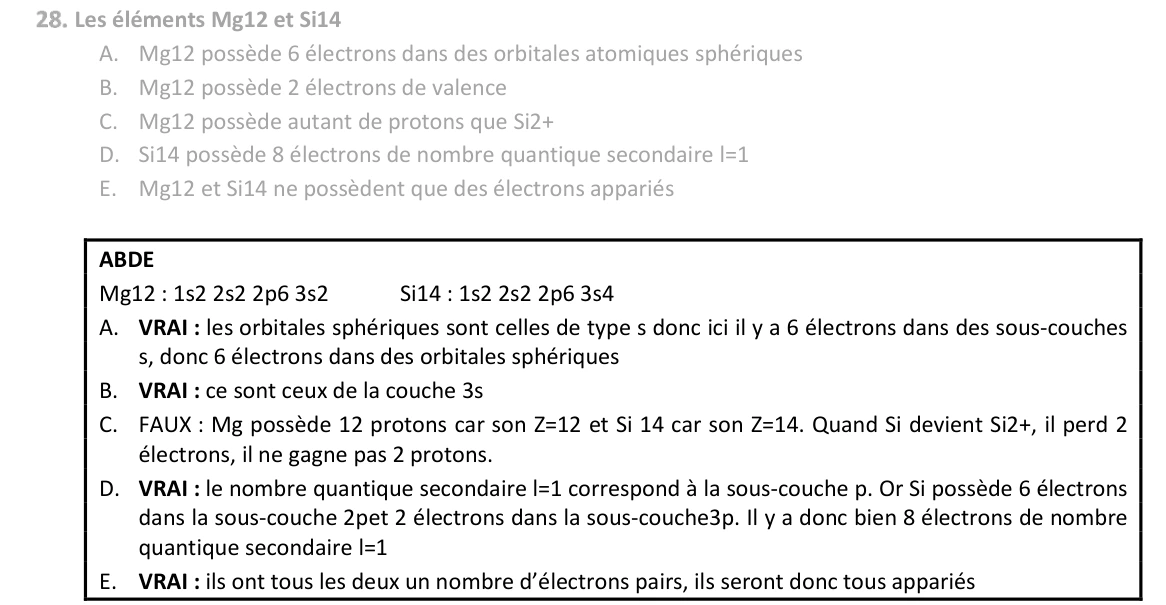 28. Les éléments Mg12 et Si14
A. Mg12 possède 6 électrons dans des orbitales atomiques sphériques
B. Mg12 possède 2 électrons de valence
C. Mg12 possède autant de protons que Si2+
D. Si14 possède 8 électrons de nombre quantique secondaire l=1
E. Mg12 et Si14 ne possèdent que des électrons appariés
ABDE
Mg12 : 1s2 2s2 2p6 3s2 Si14 : 1s2 2s2 2p6 3s4
A. VRAI : les orbitales sphériques sont celles de type s donc ici il y a 6 électrons dans des sous-couches
s, donc 6 électrons dans des orbitales sphériques
B. VRAI : ce sont ceux de la couche 3s
C. FAUX : Mg possède 12 protons car son Z=12 et Si 14 car son Z=14. Quand Si devient Si2+, il perd 2
électrons, il ne gagne pas 2 protons.
D. VRAI : le nombre quantique secondaire l=1 correspond à la sous-couche p. Or Si possède 6 électrons
dans la sous-couche 2pet 2 électrons dans la sous-couche3p. Il y a donc bien 8 électrons de nombre
quantique secondaire l=1
E. VRAI : ils ont tous les deux un nombre d'électrons pairs, ils seront donc tous appariés